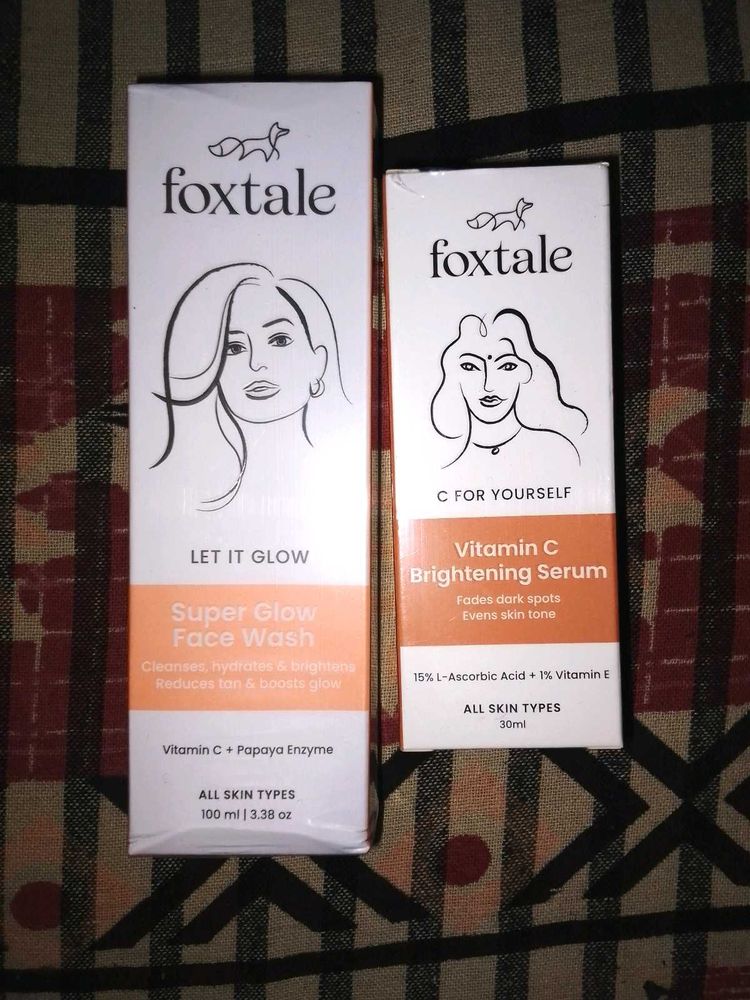 foxtale
LET IT GLOW
Super Glow
Face Wash
Cleanses, hydrates & brightens
Reduces tan & boosts glow
Vitamin C + Papaya Enzyme
ALL SKIN TYPES
100 ml | 3.38 oz
foxtale
C FOR YOURSELF
Vitamin C
Brightening Serum
Fades dark spots
Evens skin tone
15% L-Ascorbic Acid + 1% Vitamin E
ALL SKIN TYPES
30ml